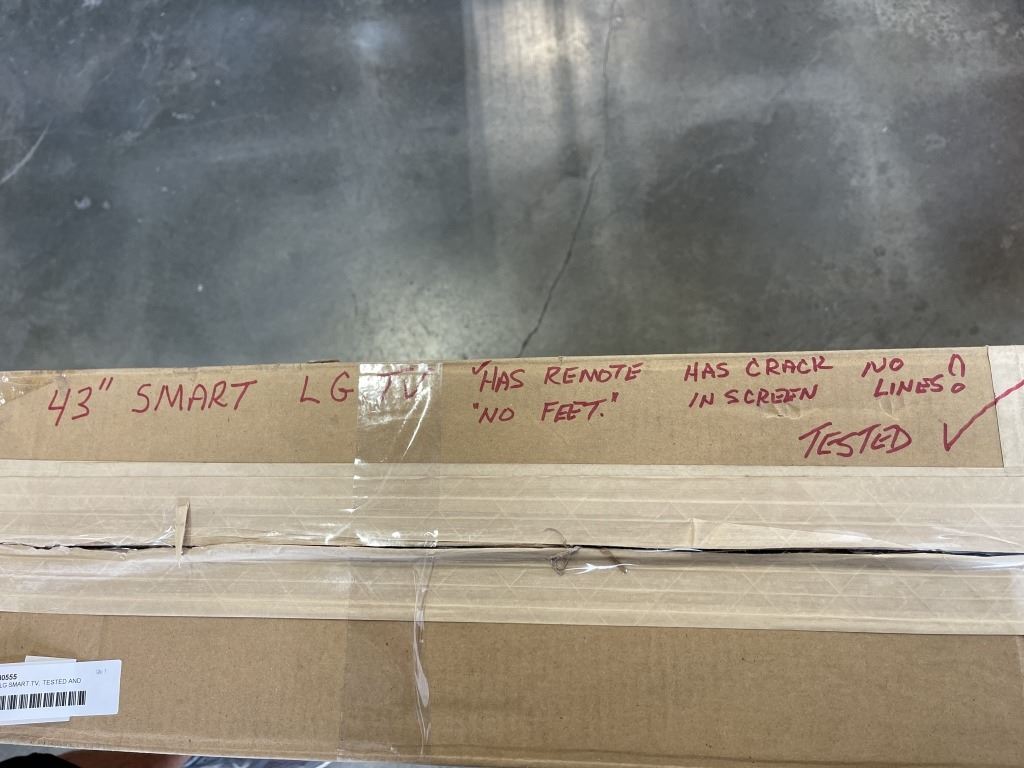 43" SMART LG TV
"HAS REMOTE
"NO FEET."
HAS CRACK
IN SCREEN
NO
LINES!
TESTED ✓
0555
LG SMART TV, TESTED AND